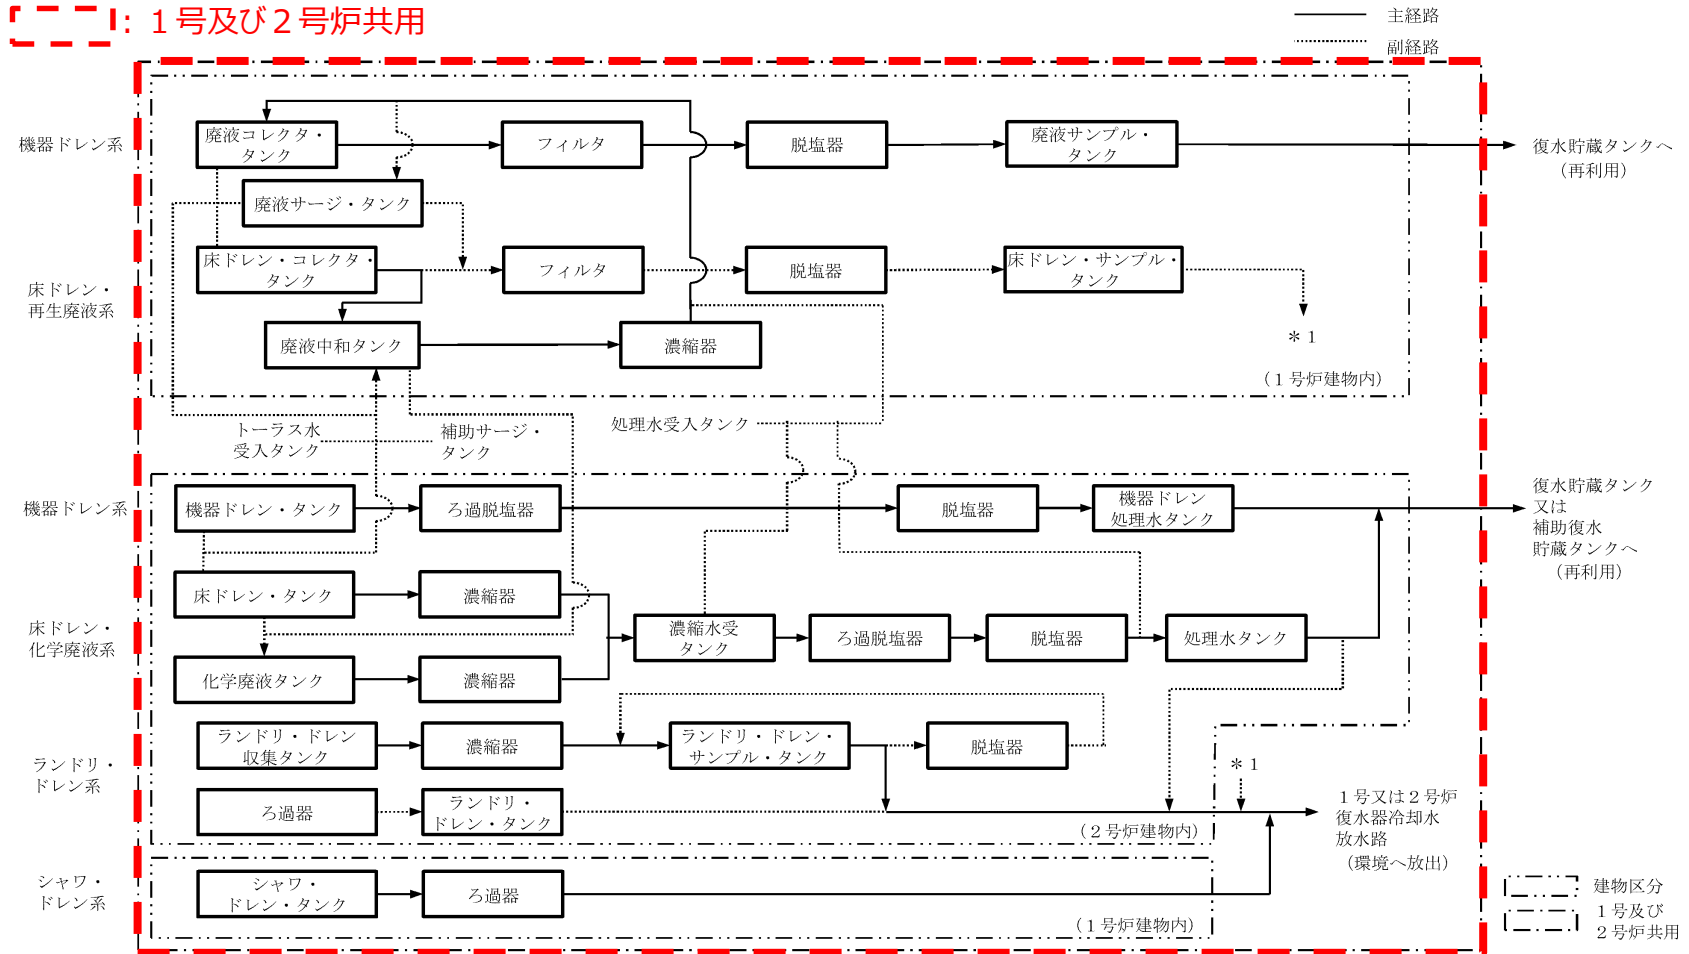 ：１号及び２号炉共用
主経路
副経路
機器ドレン系
廃液コレクタ・
タンク
フィルタ
脱塩器
廃液サンプル・
タンク
復水貯蔵タンクへ
（再利用）
廃液サージ・タンク
床ドレン・
再生廃液系
床ドレン・コレクタ・
タンク
フィルタ
脱塩器
床ドレン・サンプル・
タンク
＊１
廃液中和タンク
濃縮器
（１号炉建物内）
トーラス水
受入タンク
補助サージ・
タンク
処理水受入タンク
機器ドレン系
機器ドレン・タンク
ろ過脱塩器
脱塩器
機器ドレン
処理水タンク
復水貯蔵タンク
又は
補助復水
貯蔵タンクへ
（再利用）
床ドレン・
化学廃液系
床ドレン・タンク
濃縮器
濃縮水受
タンク
ろ過脱塩器
脱塩器
処理水タンク
化学廃液タンク
濃縮器
ランドリ・
ドレン系
ランドリ・ドレン
収集タンク
濃縮器
ランドリ・ドレン・
サンプル・タンク
脱塩器
＊１
ろ過器
ランドリ・
ドレン・タンク
（２号炉建物内）
１号又は２号炉
復水器冷却水
放水路
（環境へ放出）
シャワ・
ドレン系
シャワ・
ドレン・タンク
ろ過器
（１号炉建物内）
建物区分
１号及び
２号炉共用